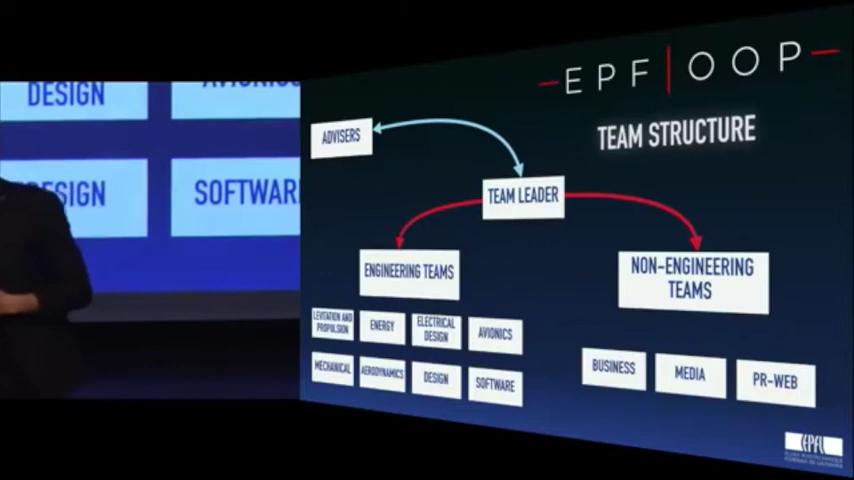 DESIGN
AVIONICS
DESIGN
SOFTWAR
EPF|OOP
TEAM STRUCTURE
ADVISERS
TEAM LEADER
ENGINEERING TEAMS
NON-ENGINEERING
TEAMS
LEVITATION AND
PROPULSION
ENERGY
ELECTRICAL
DESIGN
AVIONICS
MECHANICAL
AERODYNAMICS
DESIGN
SOFTWARE
BUSINESS
MEDIA
PR-WEB
EPFL